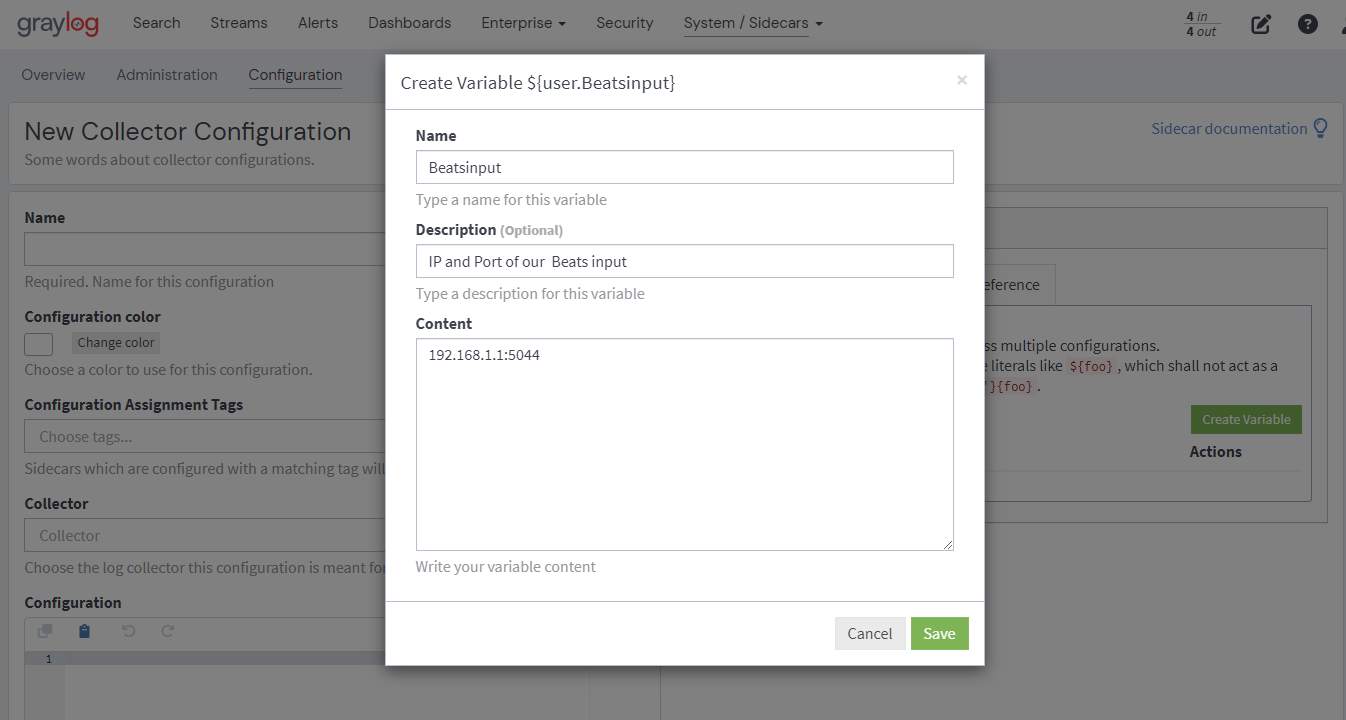 graylog
Search Streams Alerts Dashboards Enterprise Security System / Sidecars
4 in
4 out
Overview Administration Configuration
New Collector Configuration
Some words about collector configurations.
Sidecar documentation
Name
Required. Name for this configuration
Configuration color
Change color
Choose a color to use for this configuration.
Configuration Assignment Tags
Choose tags...
Sidecars which are configured with a matching tag will
Collector
Collector
Choose the log collector this configuration is meant for
Configuration
1
Create Variable ${user.Beatsinput}
×
Name
Beatsinput
Type a name for this variable
Description (Optional)
IP and Port of our  Beats input
Type a description for this variable
Content
192.168.1.1:5044
Write your variable content
Cancel Save
eference
ss multiple configurations.
literals like ${foo} , which shall not act as a
'}{foo} .
Create Variable
Actions